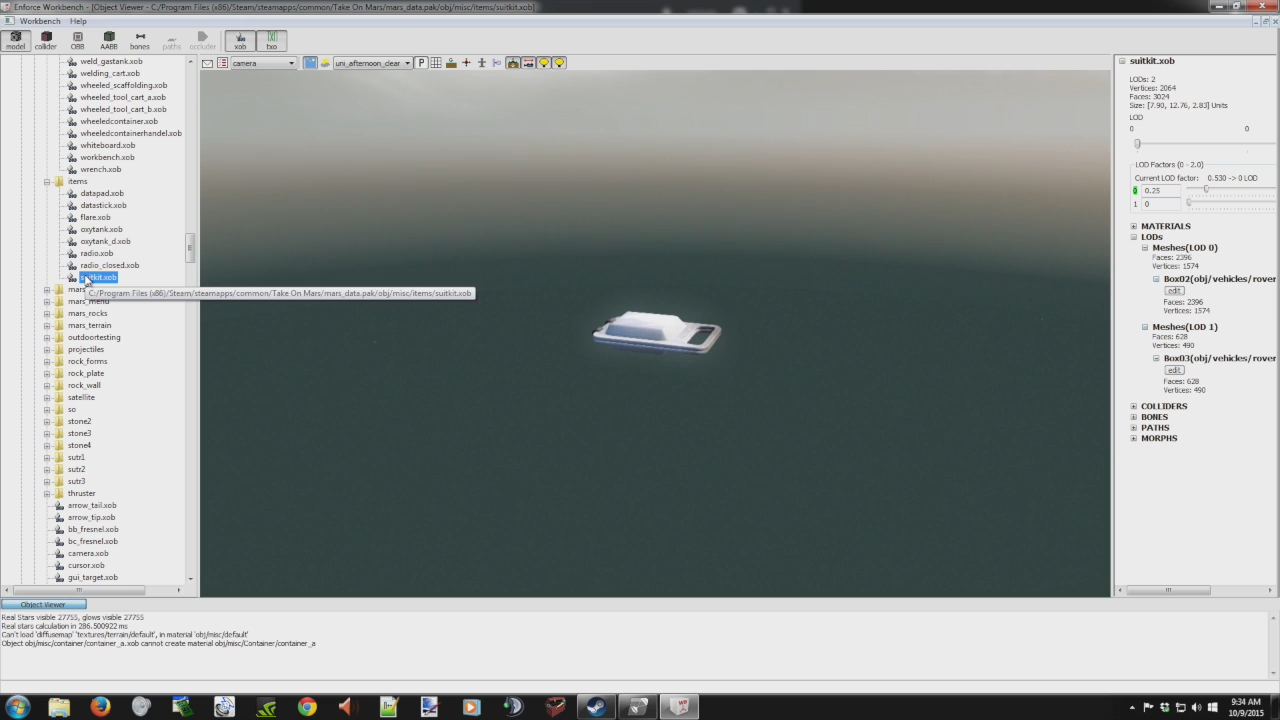 Enforce Workbench - [Object Viewer: C:/Program Files (x86)/Steam/steamapps/common/Take On Mars/mars_data.pak/obj/misc/items/suitkit.xob]
Workbench Help
model
collider
OBB
AABB
bones
paths
occluder
xob
txo
weld_gastank.xob
welding_cart.xob
wheeled_scaffolding.xob
wheeled_tool_cart_a.xob
wheeled_tool_cart_b.xob
wheeledcontainer.xob
wheeledcontainerhandel.xob
whiteboard.xob
workbench.xob
wrench.xob
items
datapad.xob
datastick.xob
flare.xob
oxytank.xob
oxytank_d.xob
radio.xob
radio_closed.xob
suitkit.xob
C:/Program Files (x86)/Steam/steamapps/common/Take On Mars/mars_data.pak/obj/misc/items/suitkit.xob
mars_menu
mars_rocks
mars_terrain
outdoortesting
projectiles
rock_forms
rock_plate
rock_wall
satellite
so
stone2
stone3
stone4
sutr1
sutr2
sutr3
thruster
arrow_tail.xob
arrow_tip.xob
bb_fresnel.xob
bc_fresnel.xob
camera.xob
cursor.xob
gui_target.xob
camera
uni_afternoon_clear
P
suitkit.xob
LODs: 2
Vertices: 2064
Faces: 3024
Size: [7.90, 12.76, 2.83] Units
LOD
0 0
LOD Factors (0 - 2.0)
Current LOD factor: 0.530 -> 0 LOD
0 0.25
1 0
MATERIALS
LODs
Meshes(LOD 0)
Faces: 2396
Vertices: 1574
Box02(obj/vehicles/rover
edit
Faces: 2396
Vertices: 1574
Meshes(LOD 1)
Faces: 628
Vertices: 490
Box03(obj/vehicles/rover
edit
Faces: 628
Vertices: 490
COLLIDERS
BONES
PATHS
MORPHS
Object Viewer
Real Stars visible 27755, glows visible 27755
Real stars calculation in 286.500922 ms
Can't load 'diffusemap' 'textures/terrain/default', in material 'obj/misc/default'
Object obj/misc/container/container_a.xob cannot create material obj/misc/Container/container_a
9:34 AM
10/9/2015